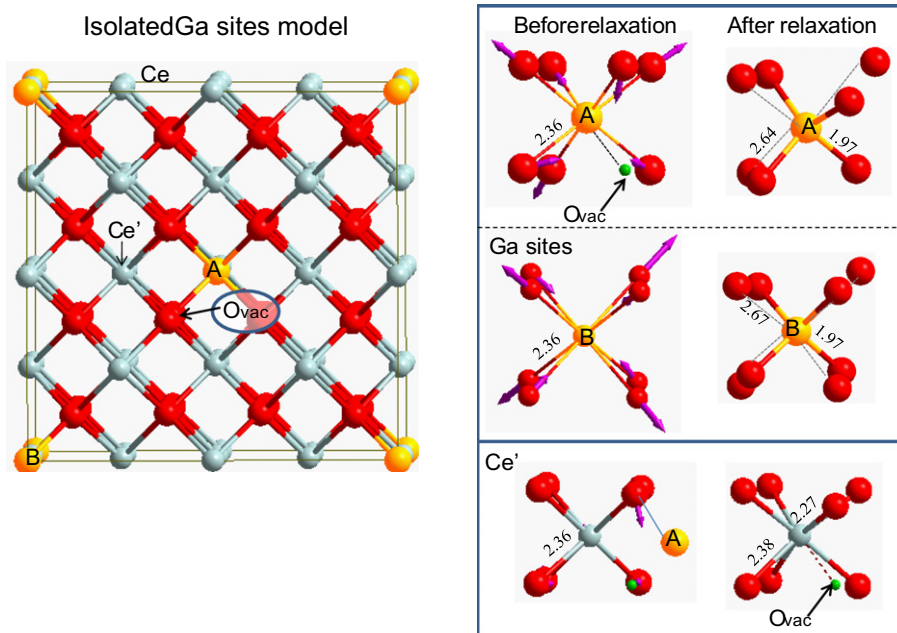 IsolatedGa sites model
Ce
Ce’
A
Ovac
B
Beforerelaxation
After relaxation
A
2.36
Ovac
A
2.64
1.97
Ga sites
B
2.36
B
2.67
1.97
Ce’
2.36
A
2.27
2.38
Ovac